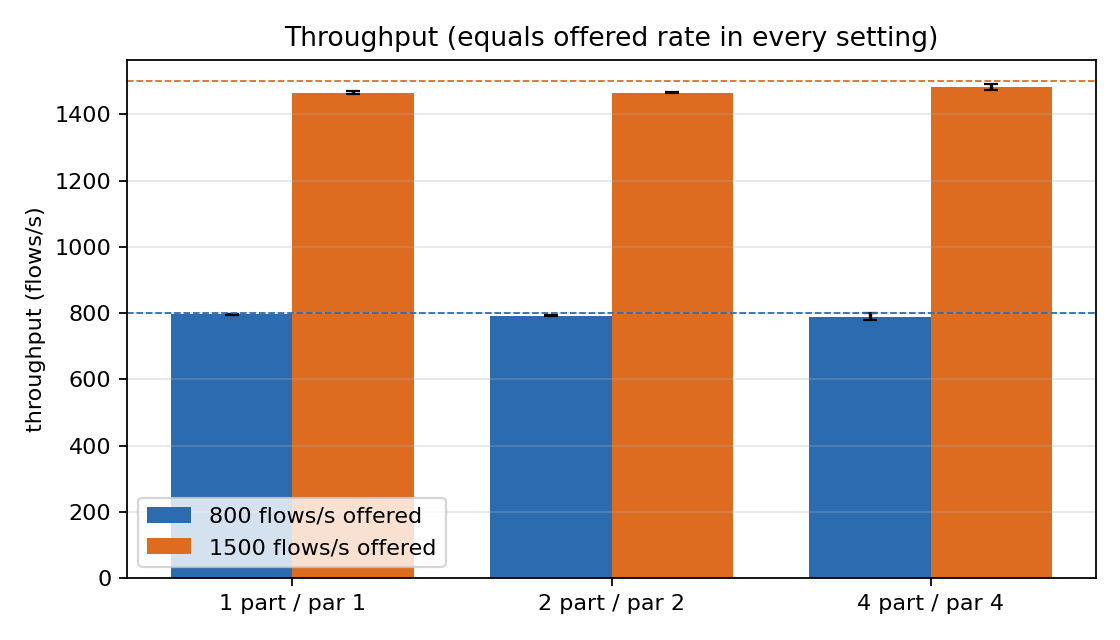 Throughput (equals offered rate in every setting)
throughput (flows/s)
1400
1200
1000
800
600
400
200
0
800 flows/s offered
1500 flows/s offered
1 part / par 1
2 part / par 2
4 part / par 4